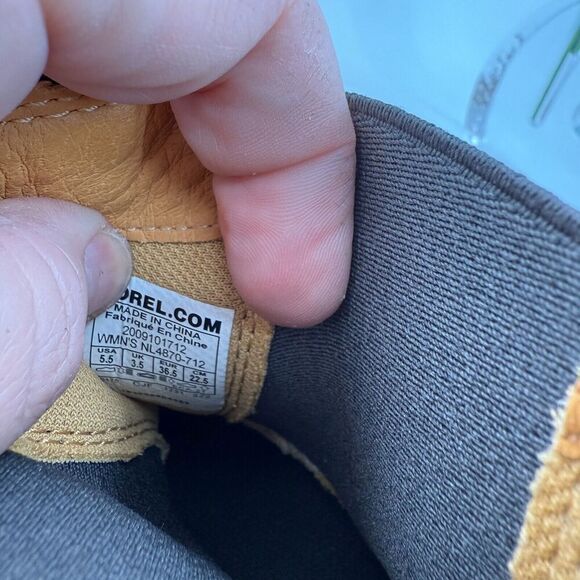 OREL.COM
MADE IN CHINA
Fabriqué En Chine
2009101712
WMN'S NL4870-712
USA UK EUR CM
5.5 3.5 36.5 22.5